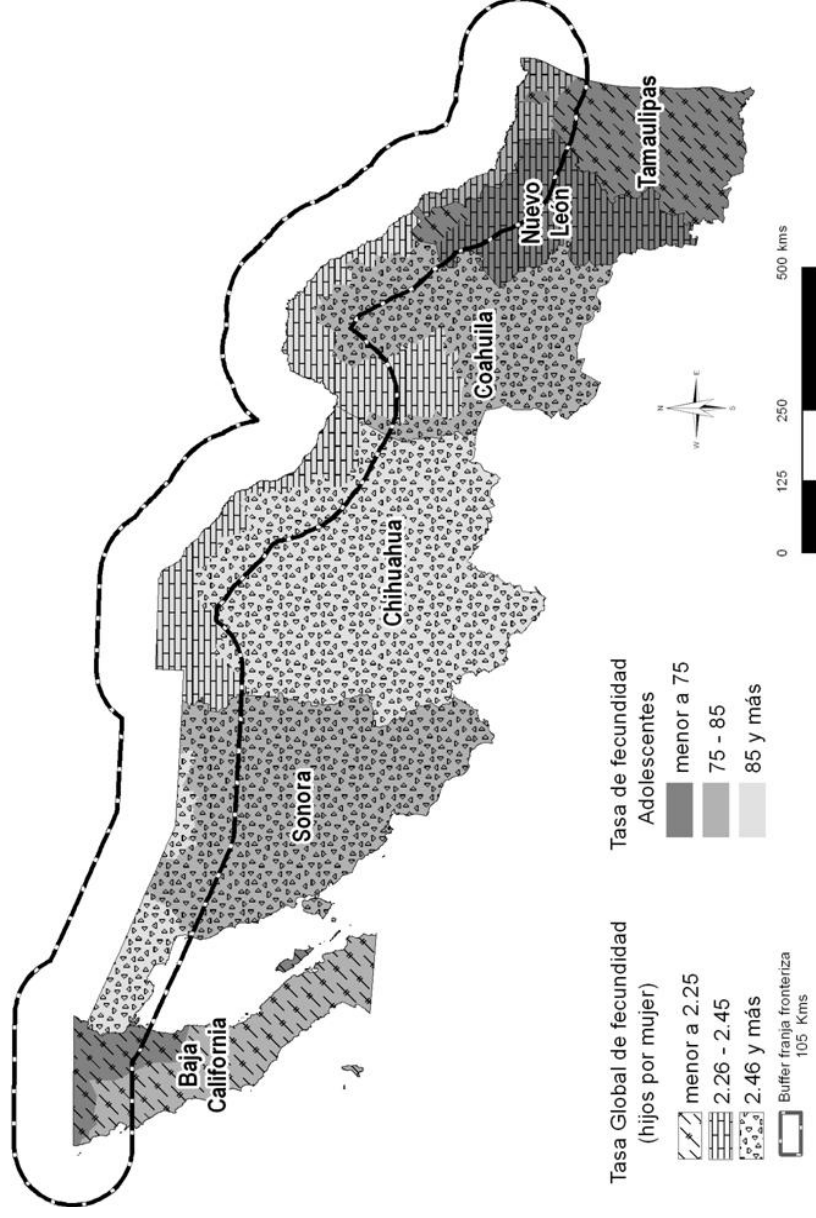 Baja
California
Sonora
Chihuahua
Coahuila
Nuevo
León
Tamaulipas
Tasa Global de fecundidad
(hijos por mujer)
menor a 2.25
2.26 - 2.45
2.46 y más
Buffer franja fronteriza
105 Kms
Tasa de fecundidad
Adolescentes
menor a 75
75 - 85
85 y más
N
W
E
S
0
125
250
500 kms